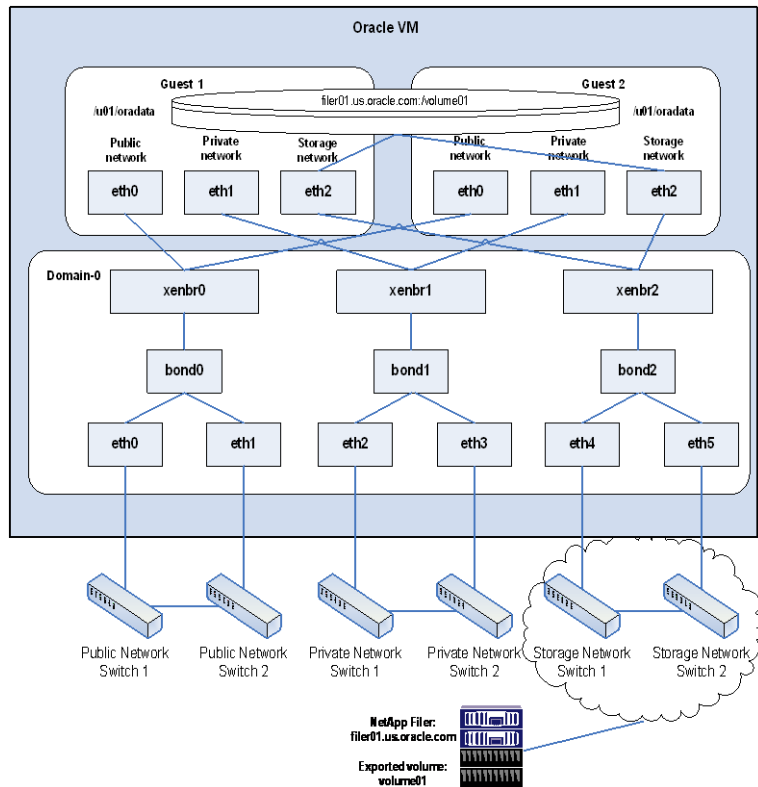 Oracle VM
Guest 1
Guest 2
filer01.us.oracle.com:/volume01
/u01/oradata
/u01/oradata
Public
network
Private
network
Storage
network
Public
network
Private
network
Storage
network
eth0
eth1
eth2
eth0
eth1
eth2
Domain-0
xenbr0
xenbr1
xenbr2
bond0
bond1
bond2
eth0
eth1
eth2
eth3
eth4
eth5
Public Network
Switch 1
Public Network
Switch 2
Private Network
Switch 1
Private Network
Switch 2
Storage Network
Switch 1
Storage Network
Switch 2
NetApp Filer:
filer01.us.oracle.com
Exported volume:
volume01